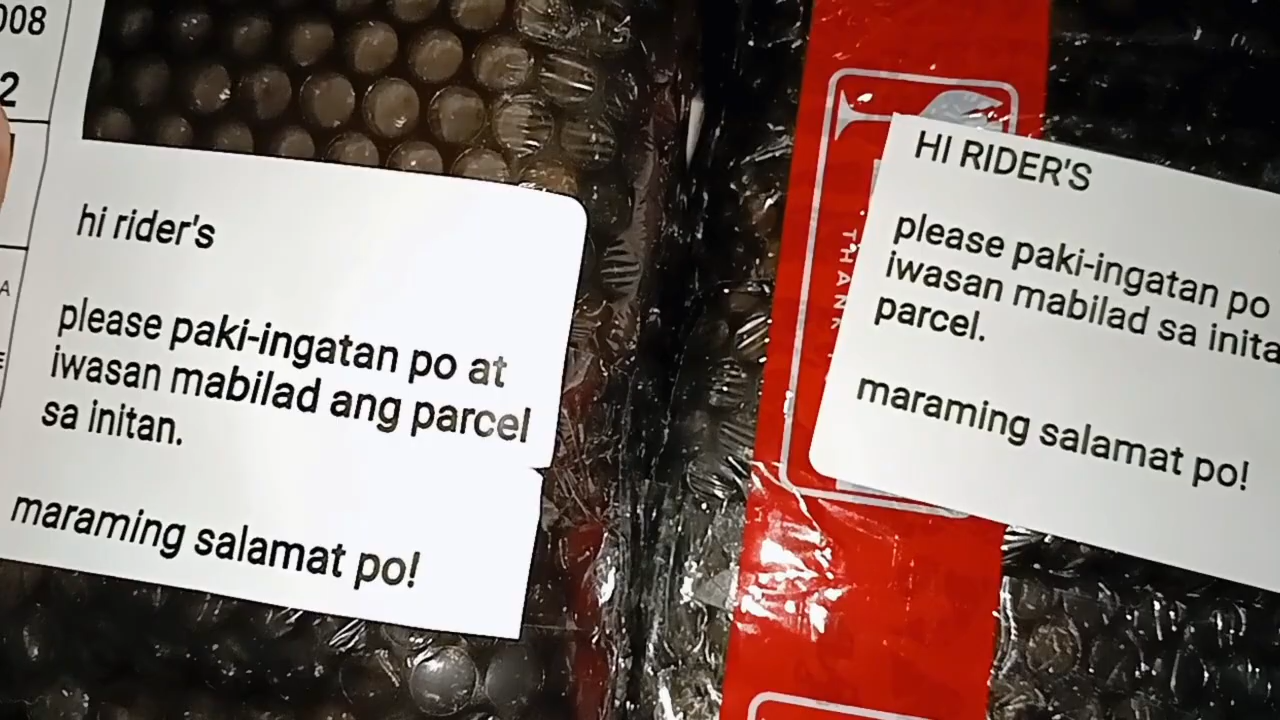 008
2
A
hi rider's
please paki-ingatan po at
iwasan mabilad ang parcel
sa initan.
maraming salamat po!
THANK
HI RIDER'S
please paki-ingatan po
iwasan mabilad sa inita
parcel.
maraming salamat po!